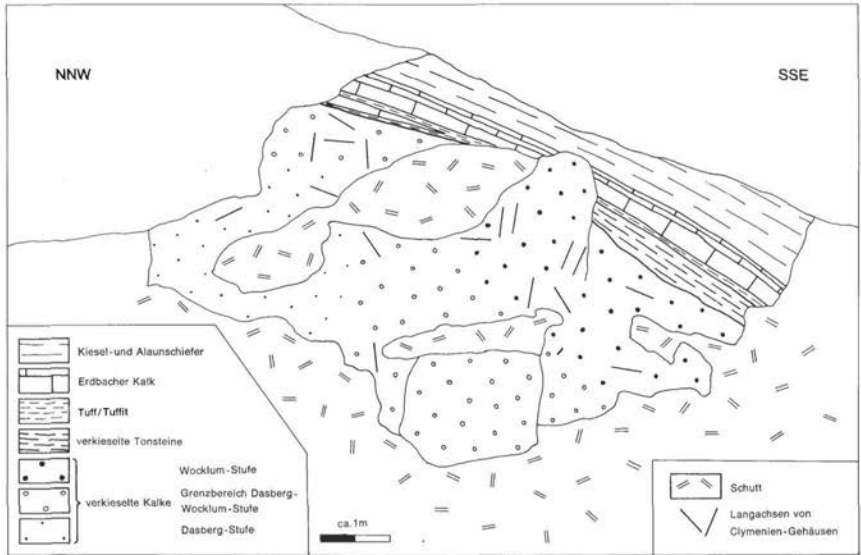 NNW
SSE
Kiesel-und Alaunschiefer
Erdbacher Kalk
Tuff/Tuffit
verkieselte Tonsteine
Wocklum-Stufe
verkieselte Kalke
Grenzbereich Dasberg-
Wocklum-Stufe
Dasberg-Stufe
ca.1m
Schutt
Langachsen von
Clymenien-Gehäusen